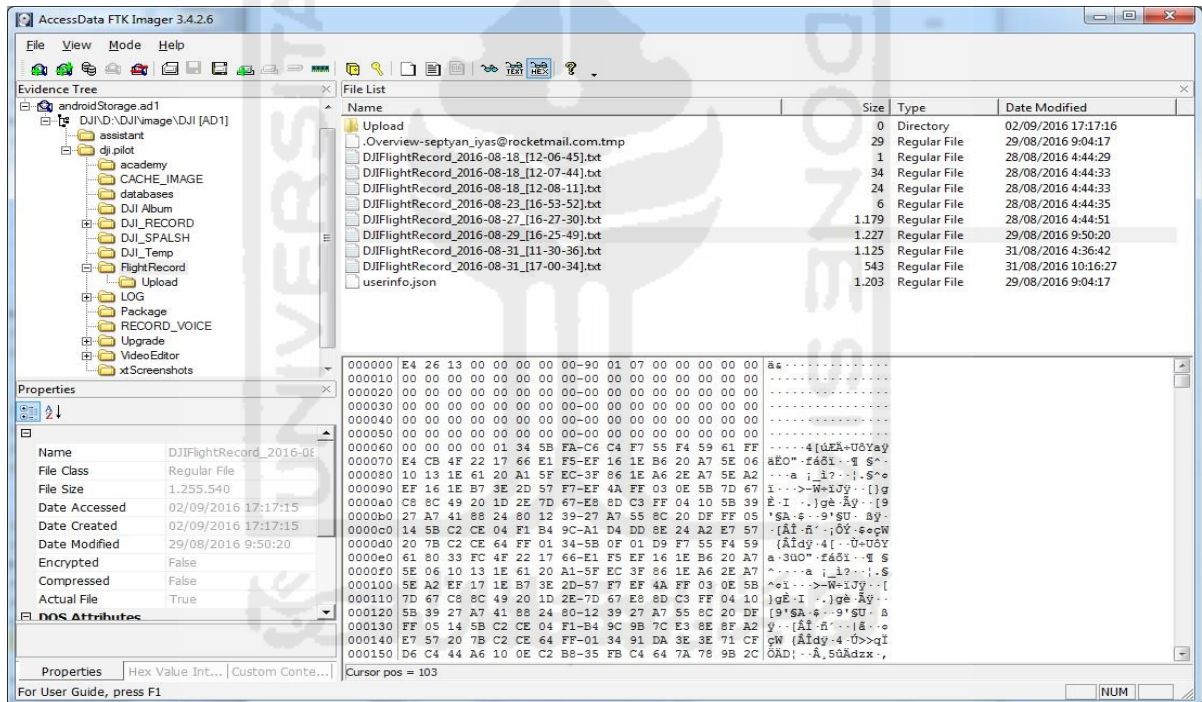 AccessData FTK Imager 3.4.2.6
File View Mode Help
Evidence Tree
androidStorage.ad1
DJI\D:\DJI\image\DJI [AD1]
assistant
dji.pilot
academy
CACHE_IMAGE
databases
DJI Album
DJI_RECORD
DJI_SPALSH
DJI_Temp
FlightRecord
Upload
LOG
Package
RECORD_VOICE
Upgrade
VideoEditor
xtScreenshots
File List
Name Size Type Date Modified
Upload 0 Directory 02/09/2016 17:17:16
.Overview-septyan_iyas@rocketmail.com.tmp 29 Regular File 29/08/2016 9:04:17
DJIFlightRecord_2016-08-18_[12-06-45].txt 1 Regular File 28/08/2016 4:44:29
DJIFlightRecord_2016-08-18_[12-07-44].txt 34 Regular File 28/08/2016 4:44:33
DJIFlightRecord_2016-08-18_[12-08-11].txt 24 Regular File 28/08/2016 4:44:33
DJIFlightRecord_2016-08-23_[16-53-52].txt 6 Regular File 28/08/2016 4:44:35
DJIFlightRecord_2016-08-27_[16-27-30].txt 1.179 Regular File 28/08/2016 4:44:51
DJIFlightRecord_2016-08-29_[16-25-49].txt 1.227 Regular File 29/08/2016 9:50:20
DJIFlightRecord_2016-08-31_[11-30-36].txt 1.125 Regular File 31/08/2016 4:36:42
DJIFlightRecord_2016-08-31_[17-00-34].txt 543 Regular File 31/08/2016 10:16:27
userinfo.json 1.203 Regular File 29/08/2016 9:04:17
Properties
Name DJIFlightRecord_2016-08
File Class Regular File
File Size 1.255.540
Date Accessed 02/09/2016 17:17:15
Date Created 02/09/2016 17:17:15
Date Modified 29/08/2016 9:50:20
Encrypted False
Compressed False
Actual File True
DOS Attributes
000000 E4 26 13 00 00 00 00 00-90 01 07 00 00 00 00 00 ä&
000010 00 00 00 00 00 00 00 00-00 00 00 00 00 00 00 00
000020 00 00 00 00 00 00 00 00-00 00 00 00 00 00 00 00
000030 00 00 00 00 00 00 00 00-00 00 00 00 00 00 00 00
000040 00 00 00 00 00 00 00 00-00 00 00 00 00 00 00 00
000050 00 00 00 00 00 00 00 00-00 00 00 00 00 00 00 00
000060 00 00 00 00 01 34 5B FA-C6 C4 F7 55 F4 59 61 FF
000070 E4 CB 4F 22 17 66 E1 F5-EF 16 1E B6 20 A7 5E 06
000080 10 13 1E 61 20 A1 5F EC-3F 86 1E A6 2E A7 5E A2
000090 EF 16 1E B7 3E 2D 57 F7-EF 4A FF 03 0E 5B 7D 67
0000a0 C8 8C 49 20 1D 2E 7D 67-E8 8D C3 FF 04 10 5B 39
0000b0 27 A7 41 88 24 80 12 39-27 A7 55 8C 20 DF FF 05
0000c0 14 5B C2 CE 04 F1 B4 9C-A1 D4 DD 8E 24 A2 E7 57
0000d0 20 7B C2 CE 64 FF 01 34-5B 0F 01 D9 F7 55 F4 59
0000e0 61 80 33 FC 4F 22 17 66-E1 F5 EF 16 1E B6 20 A7
0000f0 5E 06 10 13 1E 61 20 A1-5F EC 3F 86 1E A6 2E A7
000100 5E A2 EF 17 1E B7 3E 2D-57 F7 EF 4A FF 03 0E 5B
000110 7D 67 C8 8C 49 20 1D 2E-7D 67 E8 8D C3 FF 04 10
000120 5B 39 27 A7 41 88 24 80-12 39 27 A7 55 8C 20 DF
000130 FF 05 14 5B C2 CE 04 F1-B4 9C 9B 7C E3 8E 8F A2
000140 E7 57 20 7B C2 CE 64 FF-01 34 91 DA 3E 3E 71 CF
000150 D6 C4 44 A6 10 0E C2 B8-35 FB C4 64 7A 78 9B 2C
Properties Hex Value Int... Custom Conte...
Cursor pos = 103
For User Guide, press F1
NUM